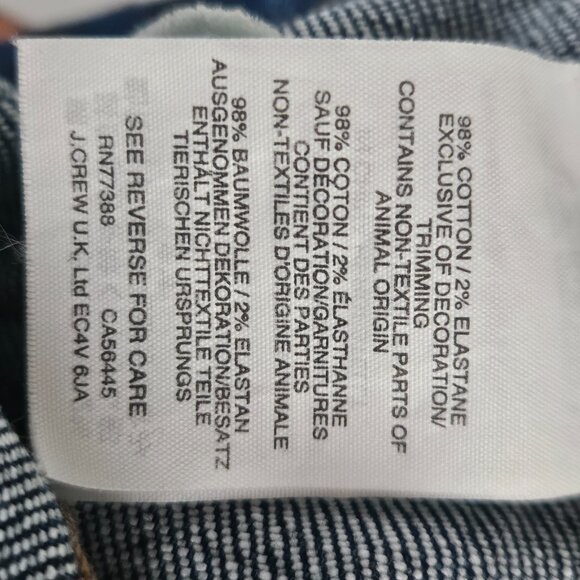 98% COTTON / 2% ELASTANE
EXCLUSIVE OF DECORATION/
TRIMMING
CONTAINS NON-TEXTILE PARTS OF
ANIMAL ORIGIN
98% COTON / 2% ÉLASTHANNE
SAUF DÉCORATION/GARNITURES
CONTIENT DES PARTIES
NON-TEXTILES D'ORIGINE ANIMALE
98% BAUMWOLLE / 2% ELASTAN
AUSGENOMMEN DEKORATION/BESATZ
ENTHÄLT NICHTTEXTILE TEILE
TIERISCHEN URSPRUNGS
SEE REVERSE FOR CARE
RN77388 CA56445
J.CREW U.K. Ltd EC4V 6JA